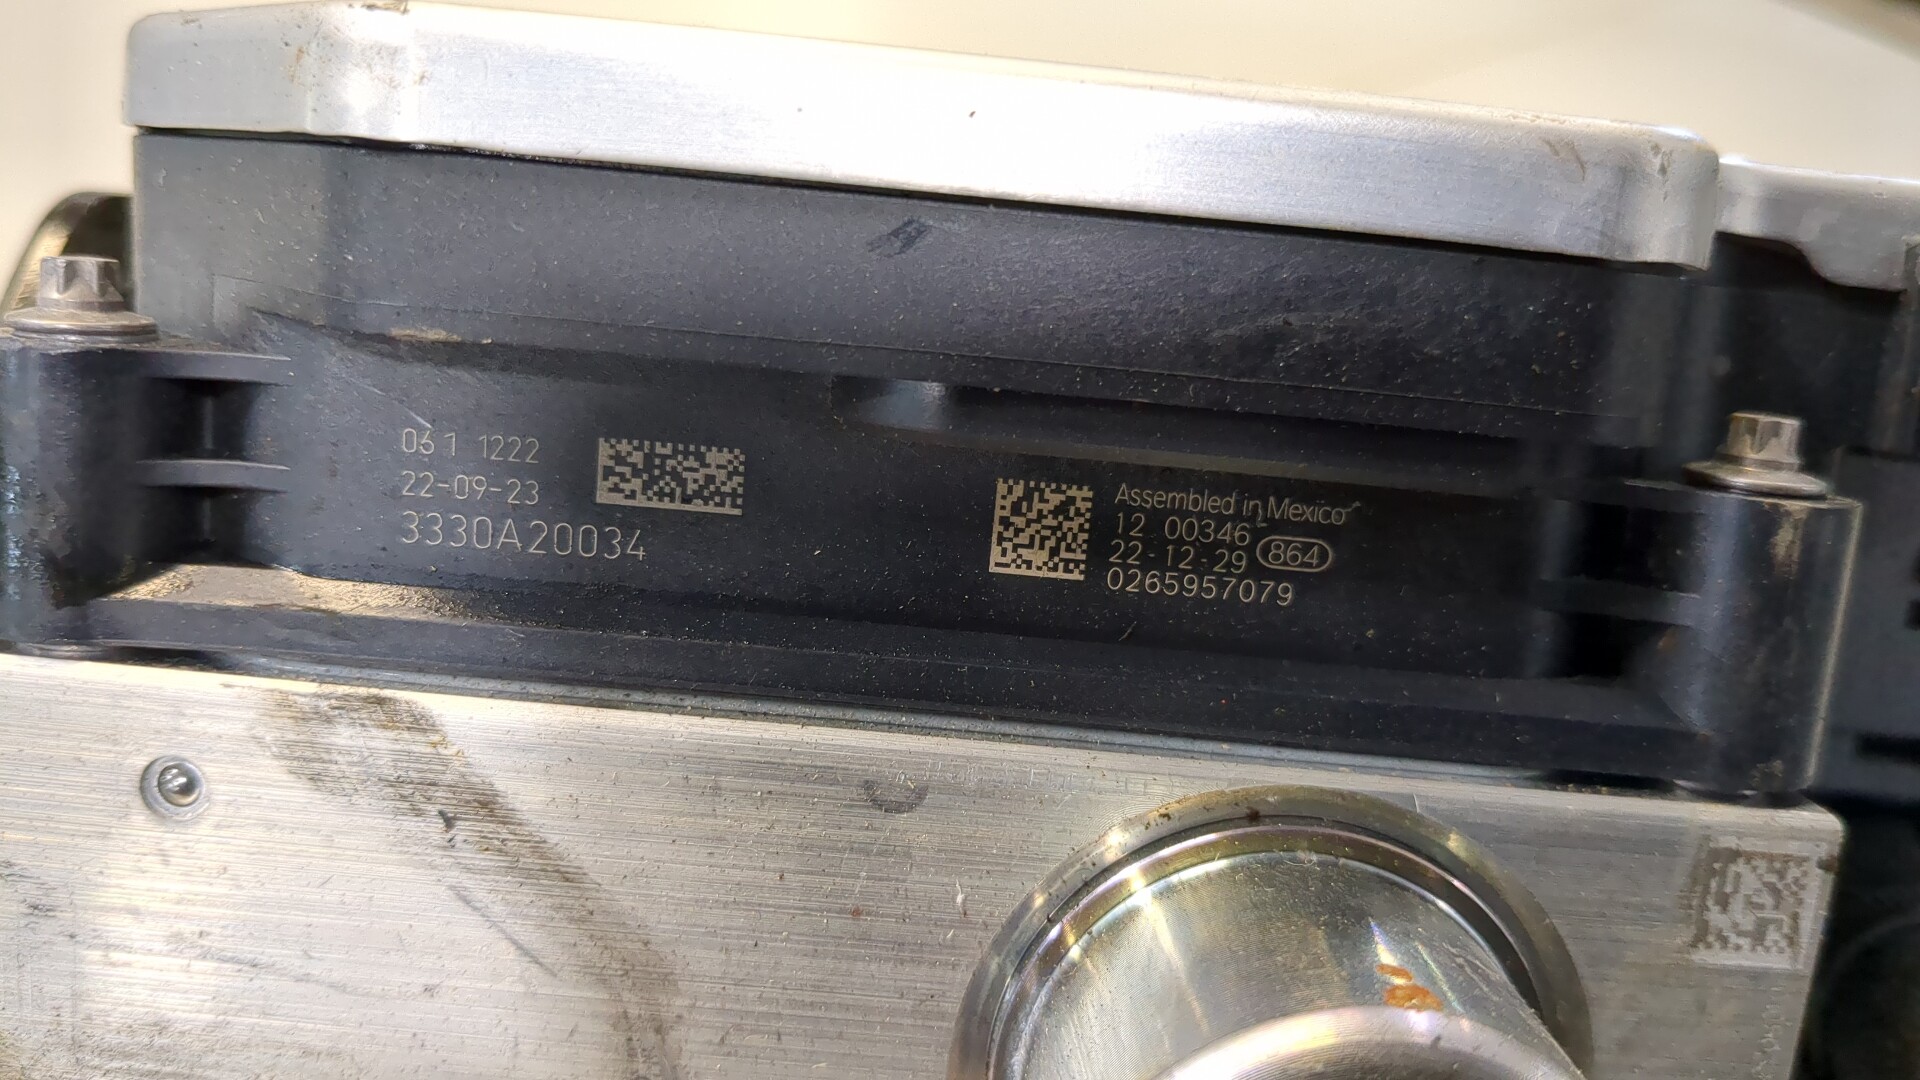 061 1222
22-09-23
3330A20034
Assembled in Mexico
12 00346
22-12-29 864
0265957079